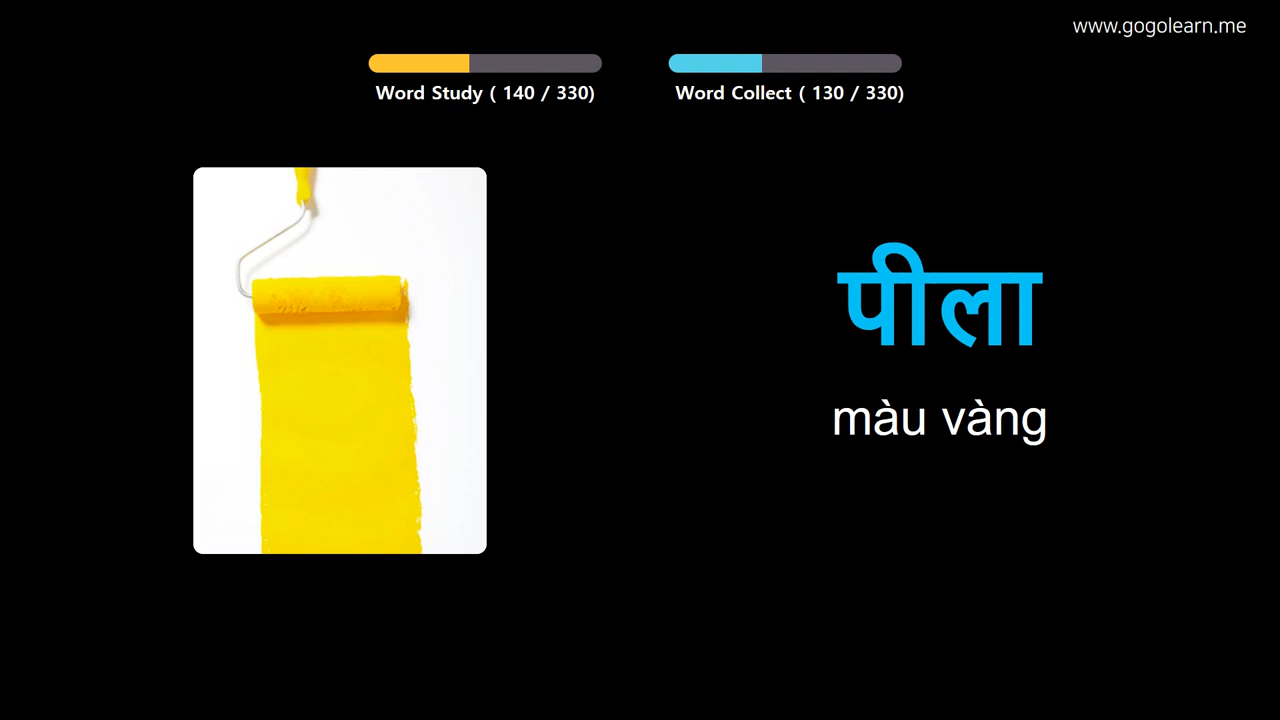 www.gogolearn.me
Word Study ( 140 / 330)
Word Collect ( 130 / 330)
पीला
màu vàng